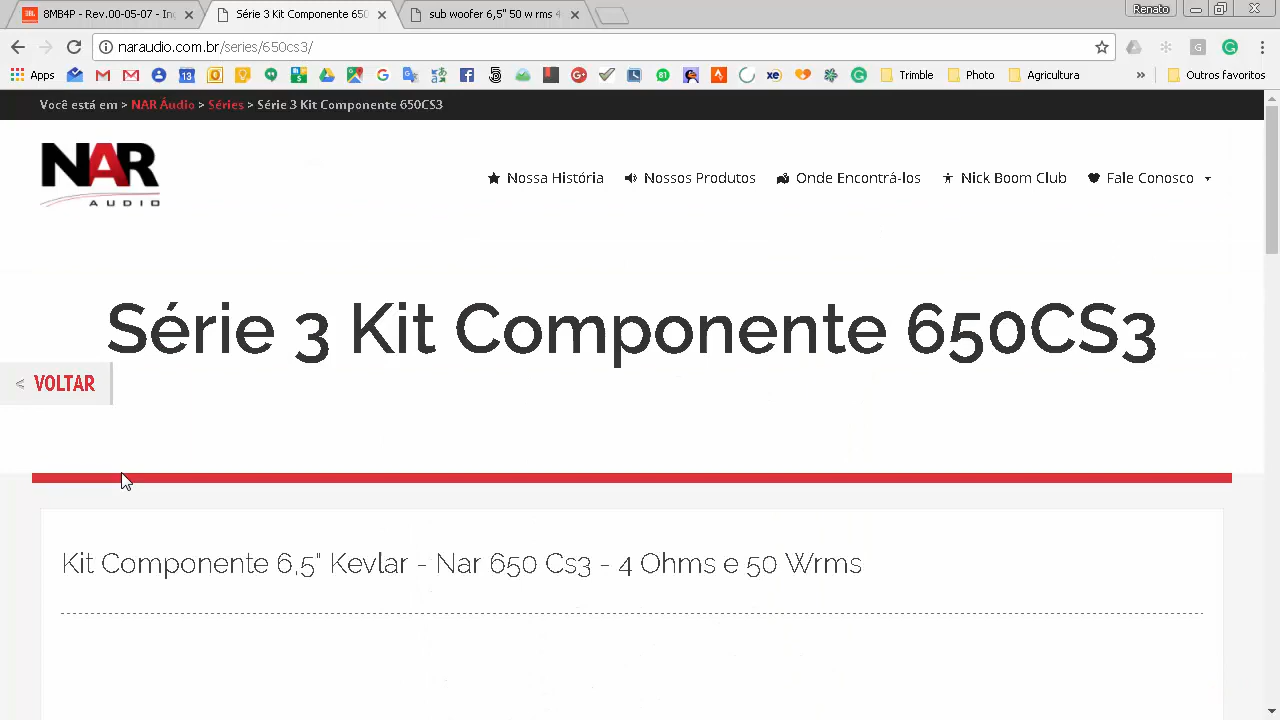 8MB4P - Rev.00-05-07 - In
Série 3 Kit Componente 650
sub woofer 6,5" 50 w rms 4
Renato
naraudio.com.br/series/650cs3/
Apps
Trimble
Photo
Agricultura
»
Outros favoritos
Você está em > NAR Áudio > Séries > Série 3 Kit Componente 650CS3
NAR
AUDIO
Nossa História
Nossos Produtos
Onde Encontrá-los
Nick Boom Club
Fale Conosco
Série 3 Kit Componente 650CS3
< VOLTAR
Kit Componente 6,5" Kevlar - Nar 650 Cs3 - 4 Ohms e 50 Wrms